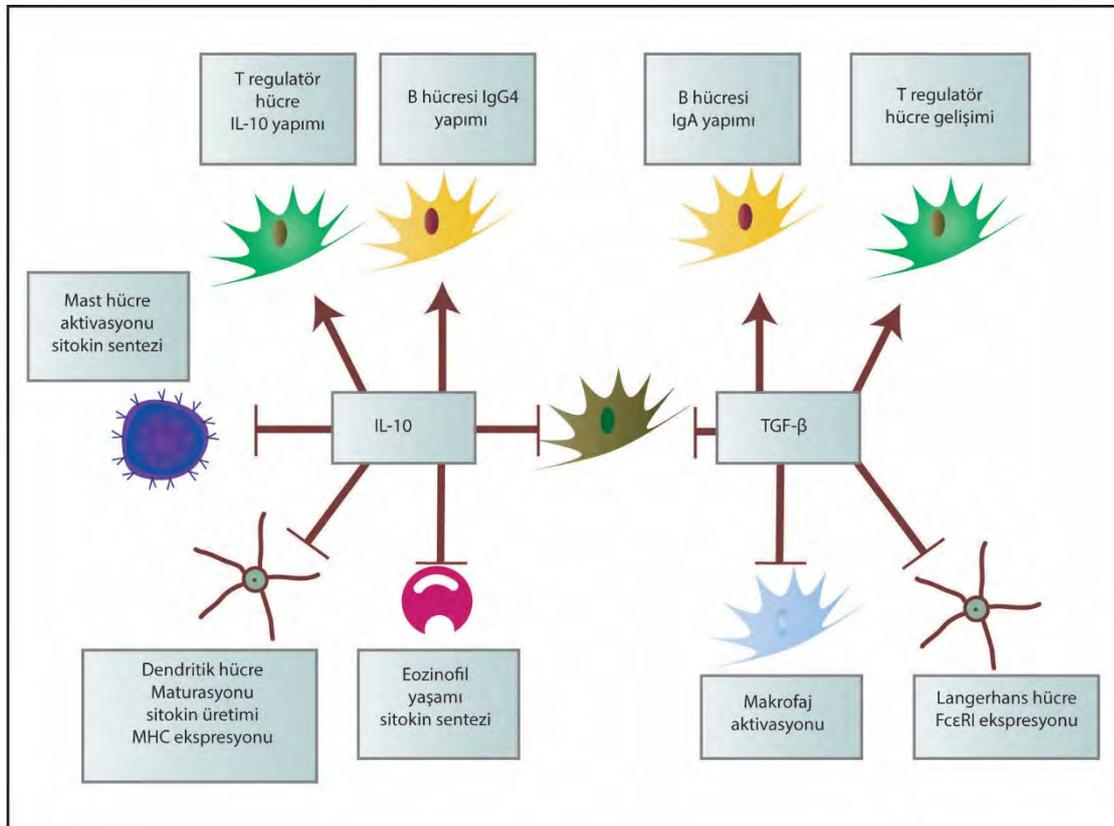 T regulatör
hücre
IL-10 yapımı
B hücresi IgG4
yapımı
B hücresi
IgA yapımı
T regulatör
hücre gelişimi
Mast hücre
aktivasyonu
sitokin sentezi
IL-10
TGF-β
Dendritik hücre
Maturasyonu
sitokin üretimi
MHC ekspresyonu
Eozinofil
yaşamı
sitokin sentezi
Makrofaj
aktivasyonu
Langerhans hücre
FcεRI ekspresyonu